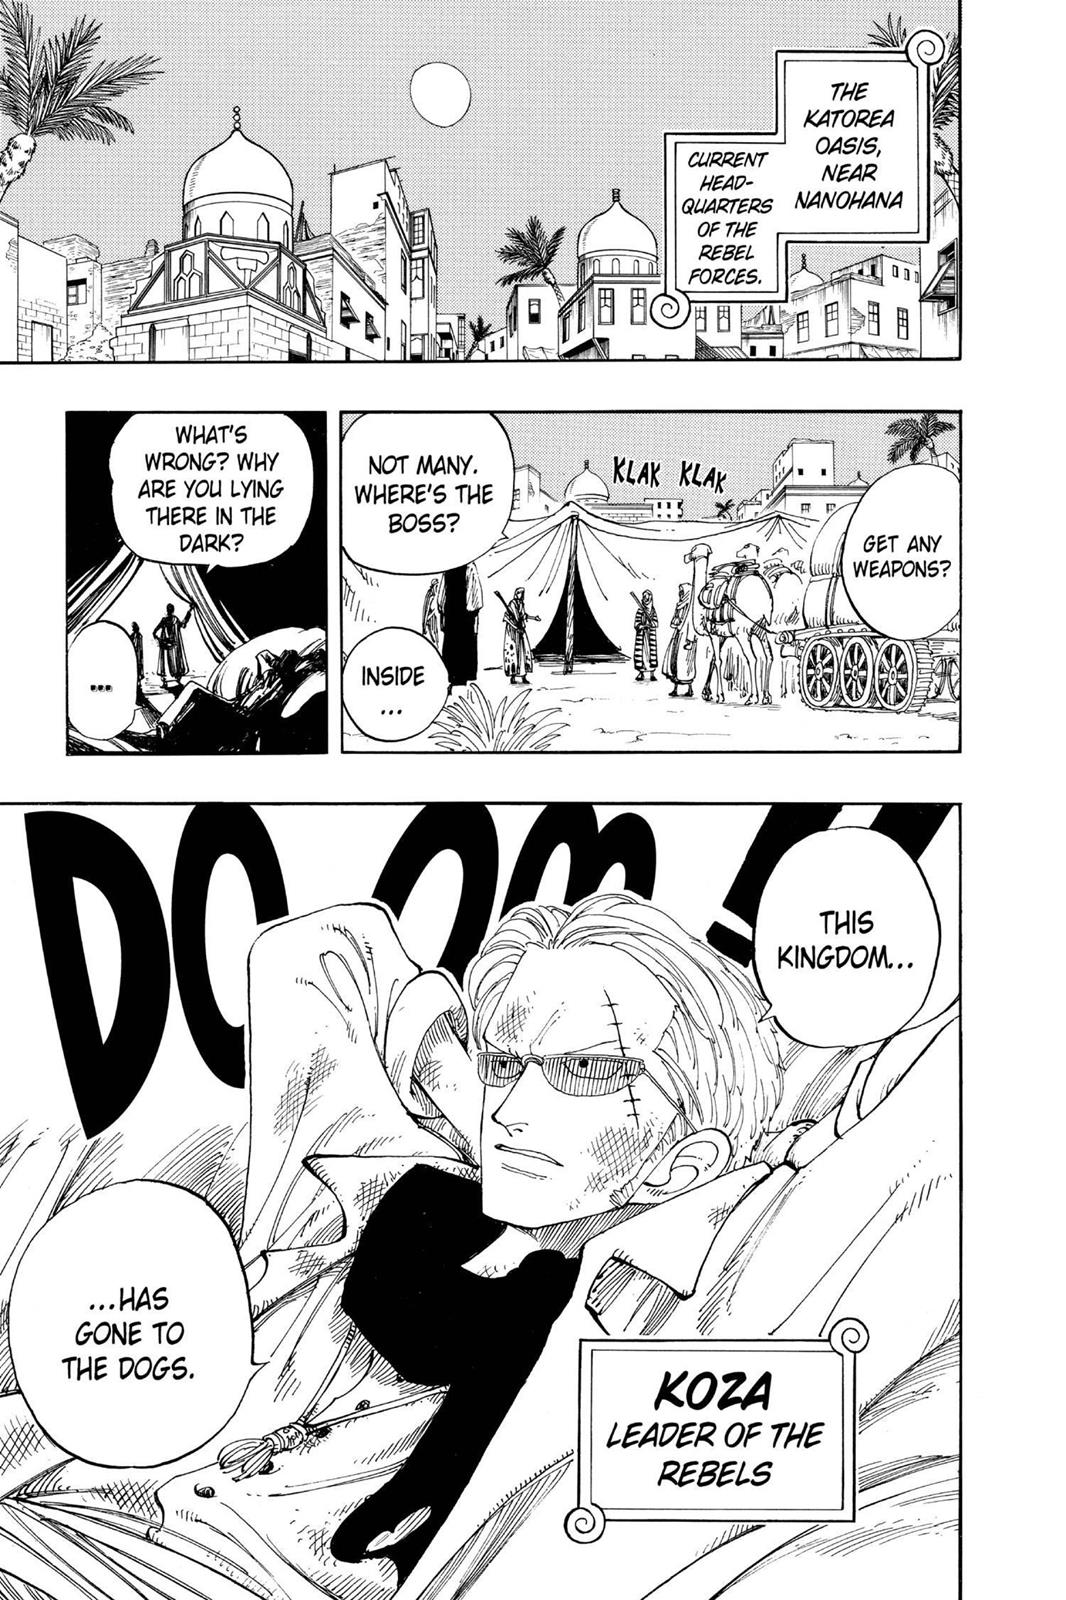 THE
KATOREA
OASIS,
NEAR
NANOHANA
CURRENT
HEAD-
QUARTERS
OF THE
REBEL
FORCES.
KLAK KLAK
GET ANY
WEAPONS?
NOT MANY.
WHERE'S THE
BOSS?
INSIDE
...
WHAT'S
WRONG? WHY
ARE YOU LYING
THERE IN THE
DARK?
...
DOOM!!
THIS
KINGDOM...
...HAS
GONE TO
THE DOGS.
KOZA
LEADER OF THE
REBELS